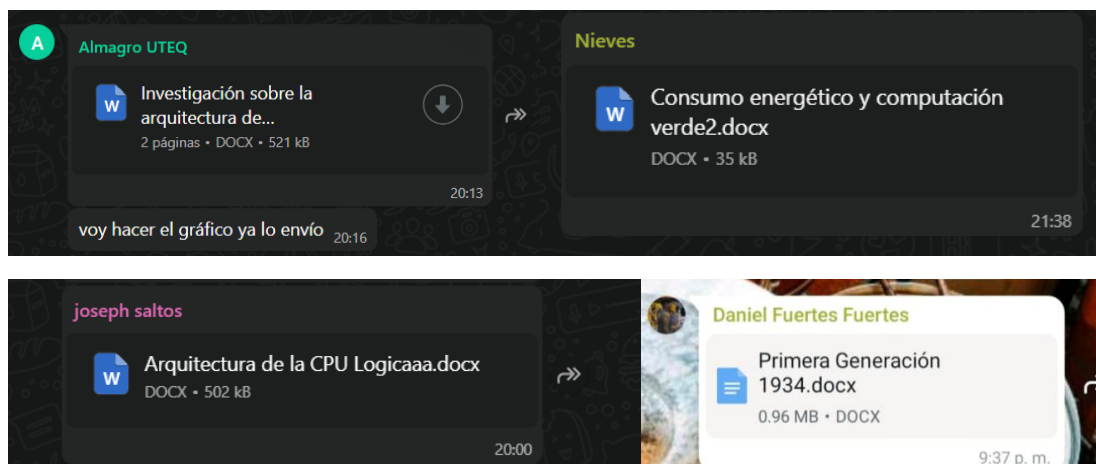 A
Almagro UTEQ
W
Investigación sobre la
arquitectura de...
2 páginas • DOCX • 521 kB
20:13
voy hacer el gráfico ya lo envío 20:16
Nieves
W
Consumo energético y computación
verde2.docx
DOCX • 35 kB
21:38
joseph saltos
W
Arquitectura de la CPU Logicaaa.docx
DOCX • 502 kB
20:00
Daniel Fuertes Fuertes
Primera Generación
1934.docx
0.96 MB • DOCX
9:37 p. m.